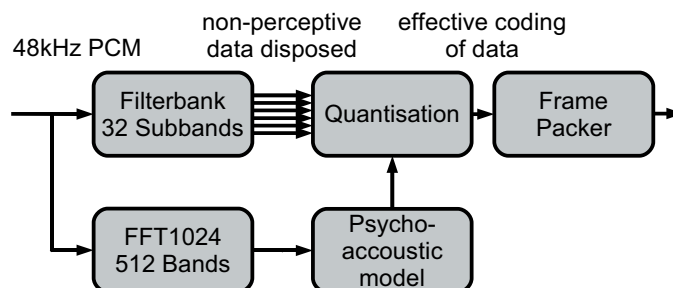 non-perceptive
data disposed
effective coding
of data
48kHz PCM
Filterbank
32 Subbands
Quantisation
Frame
Packer
FFT1024
512 Bands
Psycho-
accoustic
model